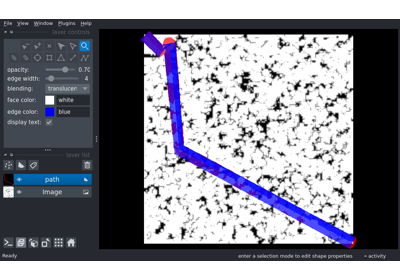 File View Window Plugins Help
layer controls
opacity: 0.70
edge width: 4
blending: translucen
face color: white
edge color: blue
display text:
layer list
path
Image
Ready enter a selection mode to edit shape properties activity